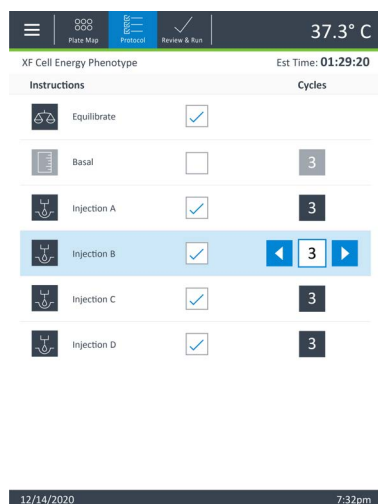 Plate Map Protocol Review & Run 37.3° C
XF Cell Energy Phenotype Est Time: 01:29:20
Instructions Cycles
Equilibrate
Basal 3
Injection A 3
Injection B 3
Injection C 3
Injection D 3
12/14/2020 7:32pm